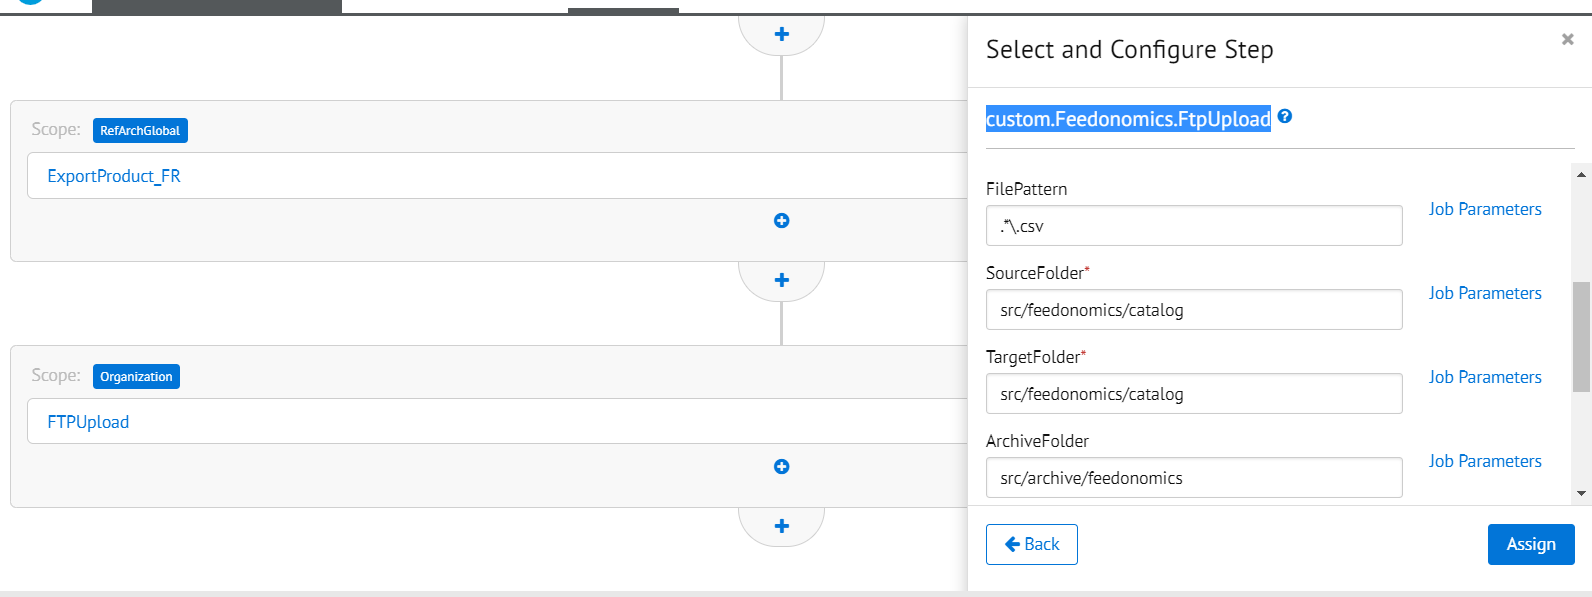 Scope: RefArchGlobal
ExportProduct_FR
Scope: Organization
FTPUpload
Select and Configure Step
custom.Feedonomics.FtpUpload
FilePattern
.*\.csv
Job Parameters
SourceFolder*
src/feedonomics/catalog
Job Parameters
TargetFolder*
src/feedonomics/catalog
Job Parameters
ArchiveFolder
src/archive/feedonomics
Job Parameters
Back
Assign